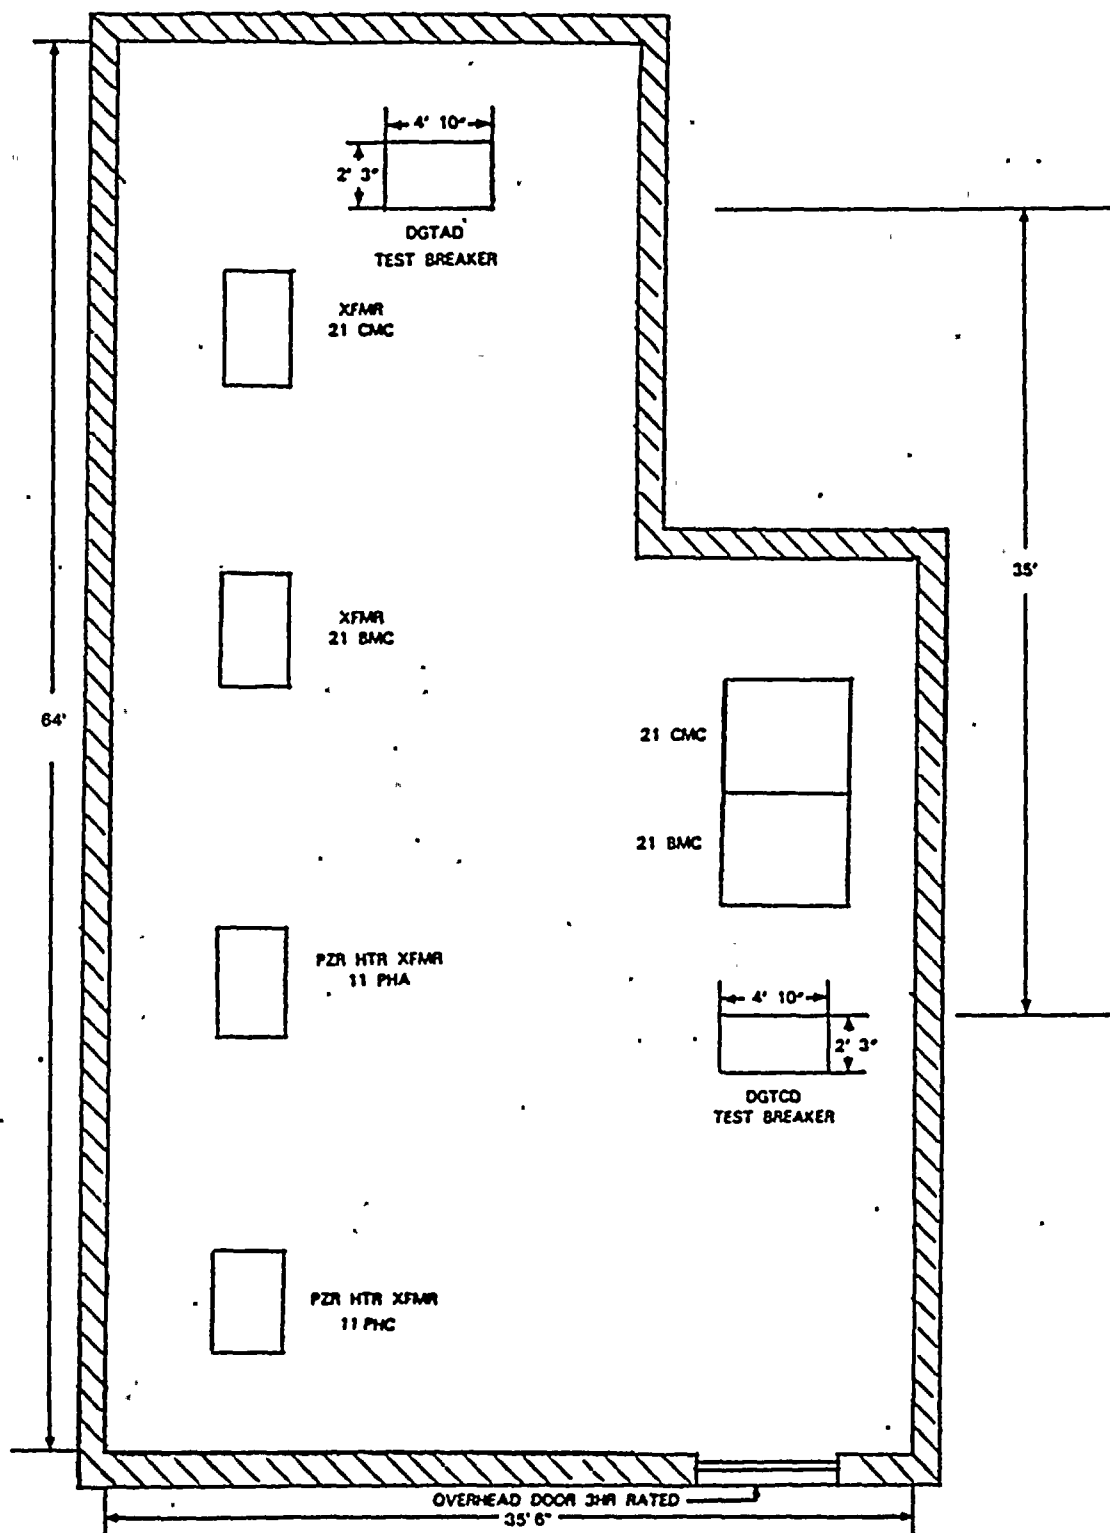 4' 10"
2' 3"
DGTAD
TEST BREAKER
XFMR
21 CMC
35'
XFMR
21 BMC
64'
21 CMC
21 BMC
PZR HTR XFMR
11 PHA
4' 10"
2' 3"
DGTCD
TEST BREAKER
PZR HTR XFMR
11 PHC
OVERHEAD DOOR 3HR RATED
35' 6"